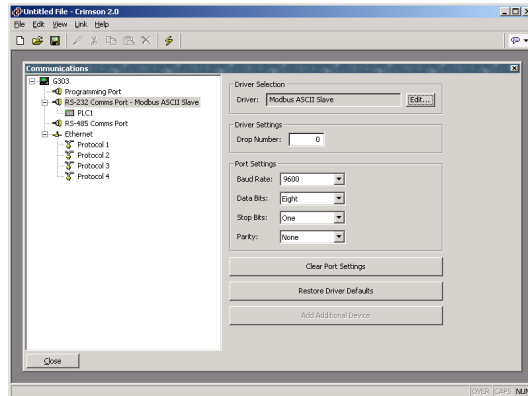 Untitled File - Crimson 2.0
File Edit View Link Help
Communications
G303
Programming Port
RS-232 Comms Port - Modbus ASCII Slave
PLC1
RS-485 Comms Port
Ethernet
Protocol 1
Protocol 2
Protocol 3
Protocol 4
Driver Selection
Driver: Modbus ASCII Slave Edit...
Driver Settings
Drop Number: 0
Port Settings
Baud Rate: 9600
Data Bits: Eight
Stop Bits: One
Parity: None
Clear Port Settings
Restore Driver Defaults
Add Additional Device
Close
OVER CAPS NUM